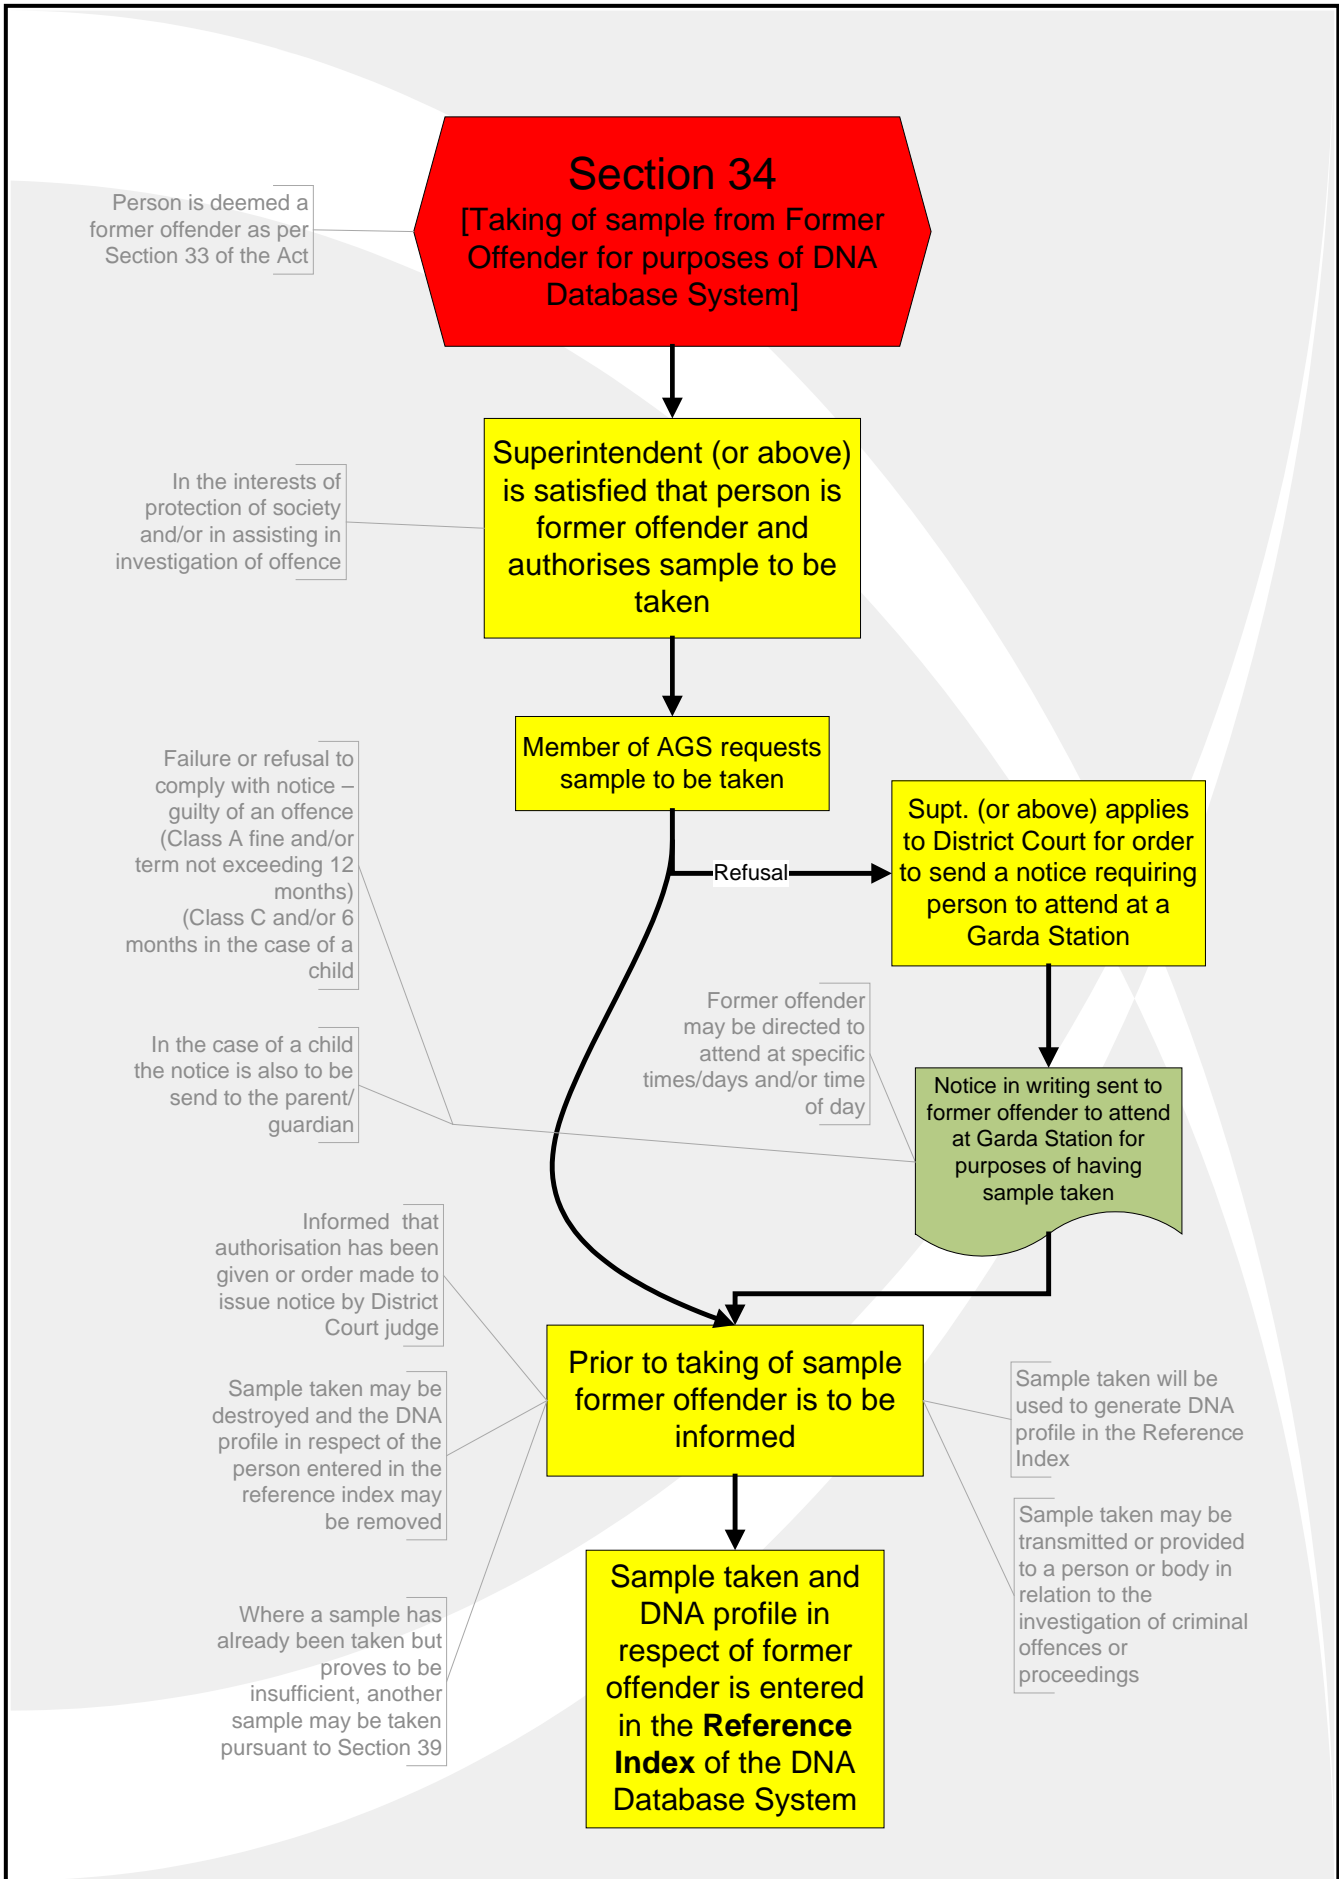 Section 34
[Taking of sample from Former
Offender for purposes of DNA
Database System]
Person is deemed a
former offender as per
Section 33 of the Act
Superintendent (or above)
is satisfied that person is
former offender and
authorises sample to be
taken
In the interests of
protection of society
and/or in assisting in
investigation of offence
Member of AGS requests
sample to be taken
Refusal
Supt. (or above) applies
to District Court for order
to send a notice requiring
person to attend at a
Garda Station
Failure or refusal to
comply with notice –
guilty of an offence
(Class A fine and/or
term not exceeding 12
months)
(Class C and/or 6
months in the case of a
child
In the case of a child
the notice is also to be
send to the parent/
guardian
Former offender
may be directed to
attend at specific
times/days and/or time
of day
Notice in writing sent to
former offender to attend
at Garda Station for
purposes of having
sample taken
Informed that
authorisation has been
given or order made to
issue notice by District
Court judge
Sample taken may be
destroyed and the DNA
profile in respect of the
person entered in the
reference index may
be removed
Where a sample has
already been taken but
proves to be
insufficient, another
sample may be taken
pursuant to Section 39
Prior to taking of sample
former offender is to be
informed
Sample taken will be
used to generate DNA
profile in the Reference
Index
Sample taken may be
transmitted or provided
to a person or body in
relation to the
investigation of criminal
offences or
proceedings
Sample taken and
DNA profile in
respect of former
offender is entered
in the Reference
Index of the DNA
Database System